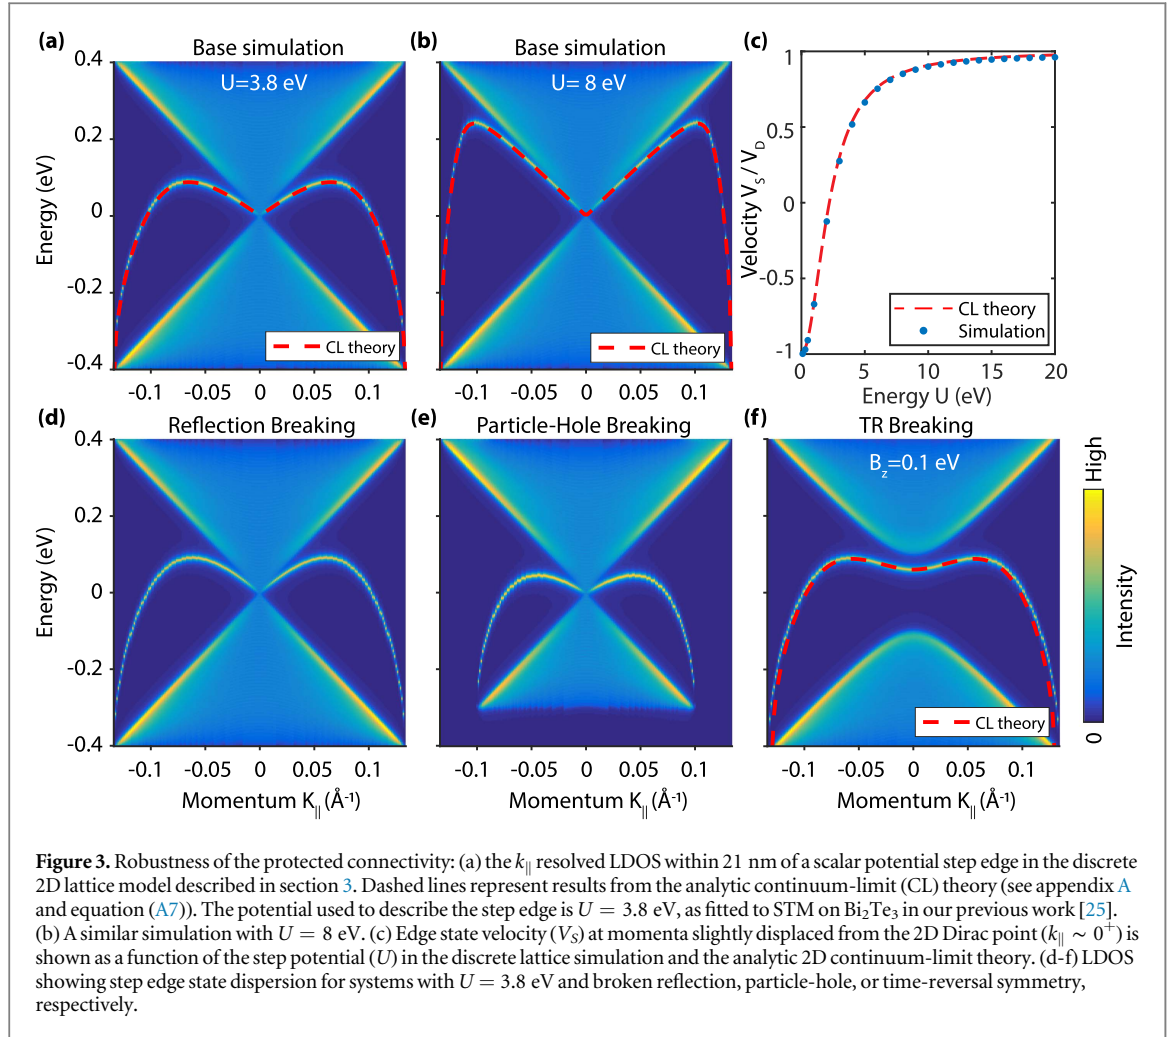 (a)
Base simulation
U=3.8 eV
0.4
0.2
0
-0.2
-0.4
Energy (eV)
-0.1 -0.05 0 0.05 0.1
CL theory
(b)
Base simulation
U= 8 eV
-0.1 -0.05 0 0.05 0.1
CL theory
(c)
1
0.5
0
-0.5
-1
Velocity V_S / V_D
CL theory
Simulation
0 5 10 15 20
Energy U (eV)
(d)
Reflection Breaking
0.4
0.2
0
-0.2
-0.4
Energy (eV)
-0.1 -0.05 0 0.05 0.1
Momentum K_|| (Å⁻¹)
(e)
Particle-Hole Breaking
-0.1 -0.05 0 0.05 0.1
Momentum K_|| (Å⁻¹)
(f)
TR Breaking
B_z=0.1 eV
CL theory
-0.1 -0.05 0 0.05 0.1
Momentum K_|| (Å⁻¹)
High
Intensity
0
Figure 3. Robustness of the protected connectivity: (a) the k_|| resolved LDOS within 21 nm of a scalar potential step edge in the discrete
2D lattice model described in section 3. Dashed lines represent results from the analytic continuum-limit (CL) theory (see appendix A
and equation (A7)). The potential used to describe the step edge is U = 3.8 eV, as fitted to STM on Bi₂Te₃ in our previous work [25].
(b) A similar simulation with U = 8 eV. (c) Edge state velocity (V_S) at momenta slightly displaced from the 2D Dirac point (k_|| ∼ 0⁺) is
shown as a function of the step potential (U) in the discrete lattice simulation and the analytic 2D continuum-limit theory. (d-f) LDOS
showing step edge state dispersion for systems with U = 3.8 eV and broken reflection, particle-hole, or time-reversal symmetry,
respectively.